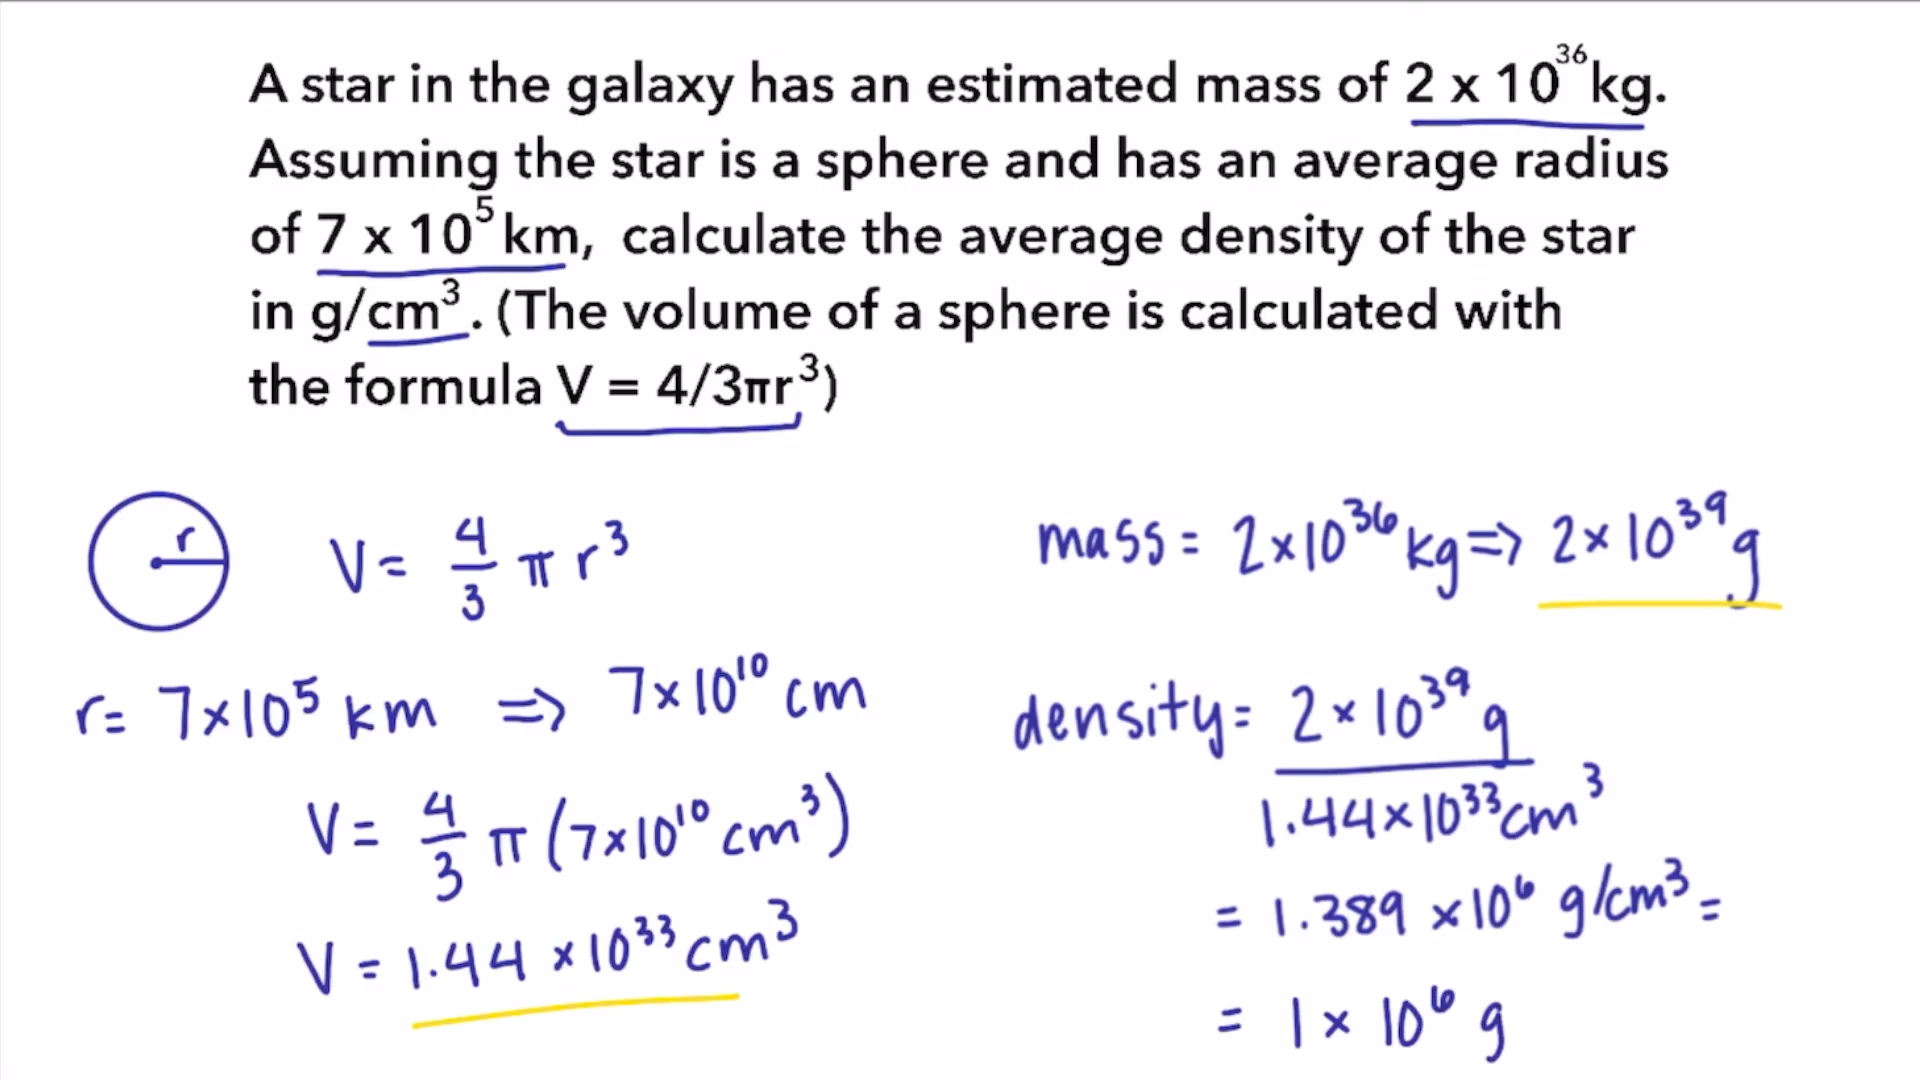 A star in the galaxy has an estimated mass of 2 x 10³⁶ kg.
Assuming the star is a sphere and has an average radius
of 7 x 10⁵ km, calculate the average density of the star
in g/cm³. (The volume of a sphere is calculated with
the formula V = 4/3πr³)
r
V = 4/3 π r³
r = 7×10⁵ km ⇒ 7×10¹⁰ cm
V = 4/3 π (7×10¹⁰ cm³)
V = 1.44 ×10³³ cm³
mass = 2×10³⁶ kg ⇒ 2×10³⁹ g
density = 2×10³⁹ g
1.44×10³³ cm³
= 1.389 ×10⁶ g/cm³ =
= 1 × 10⁶ g